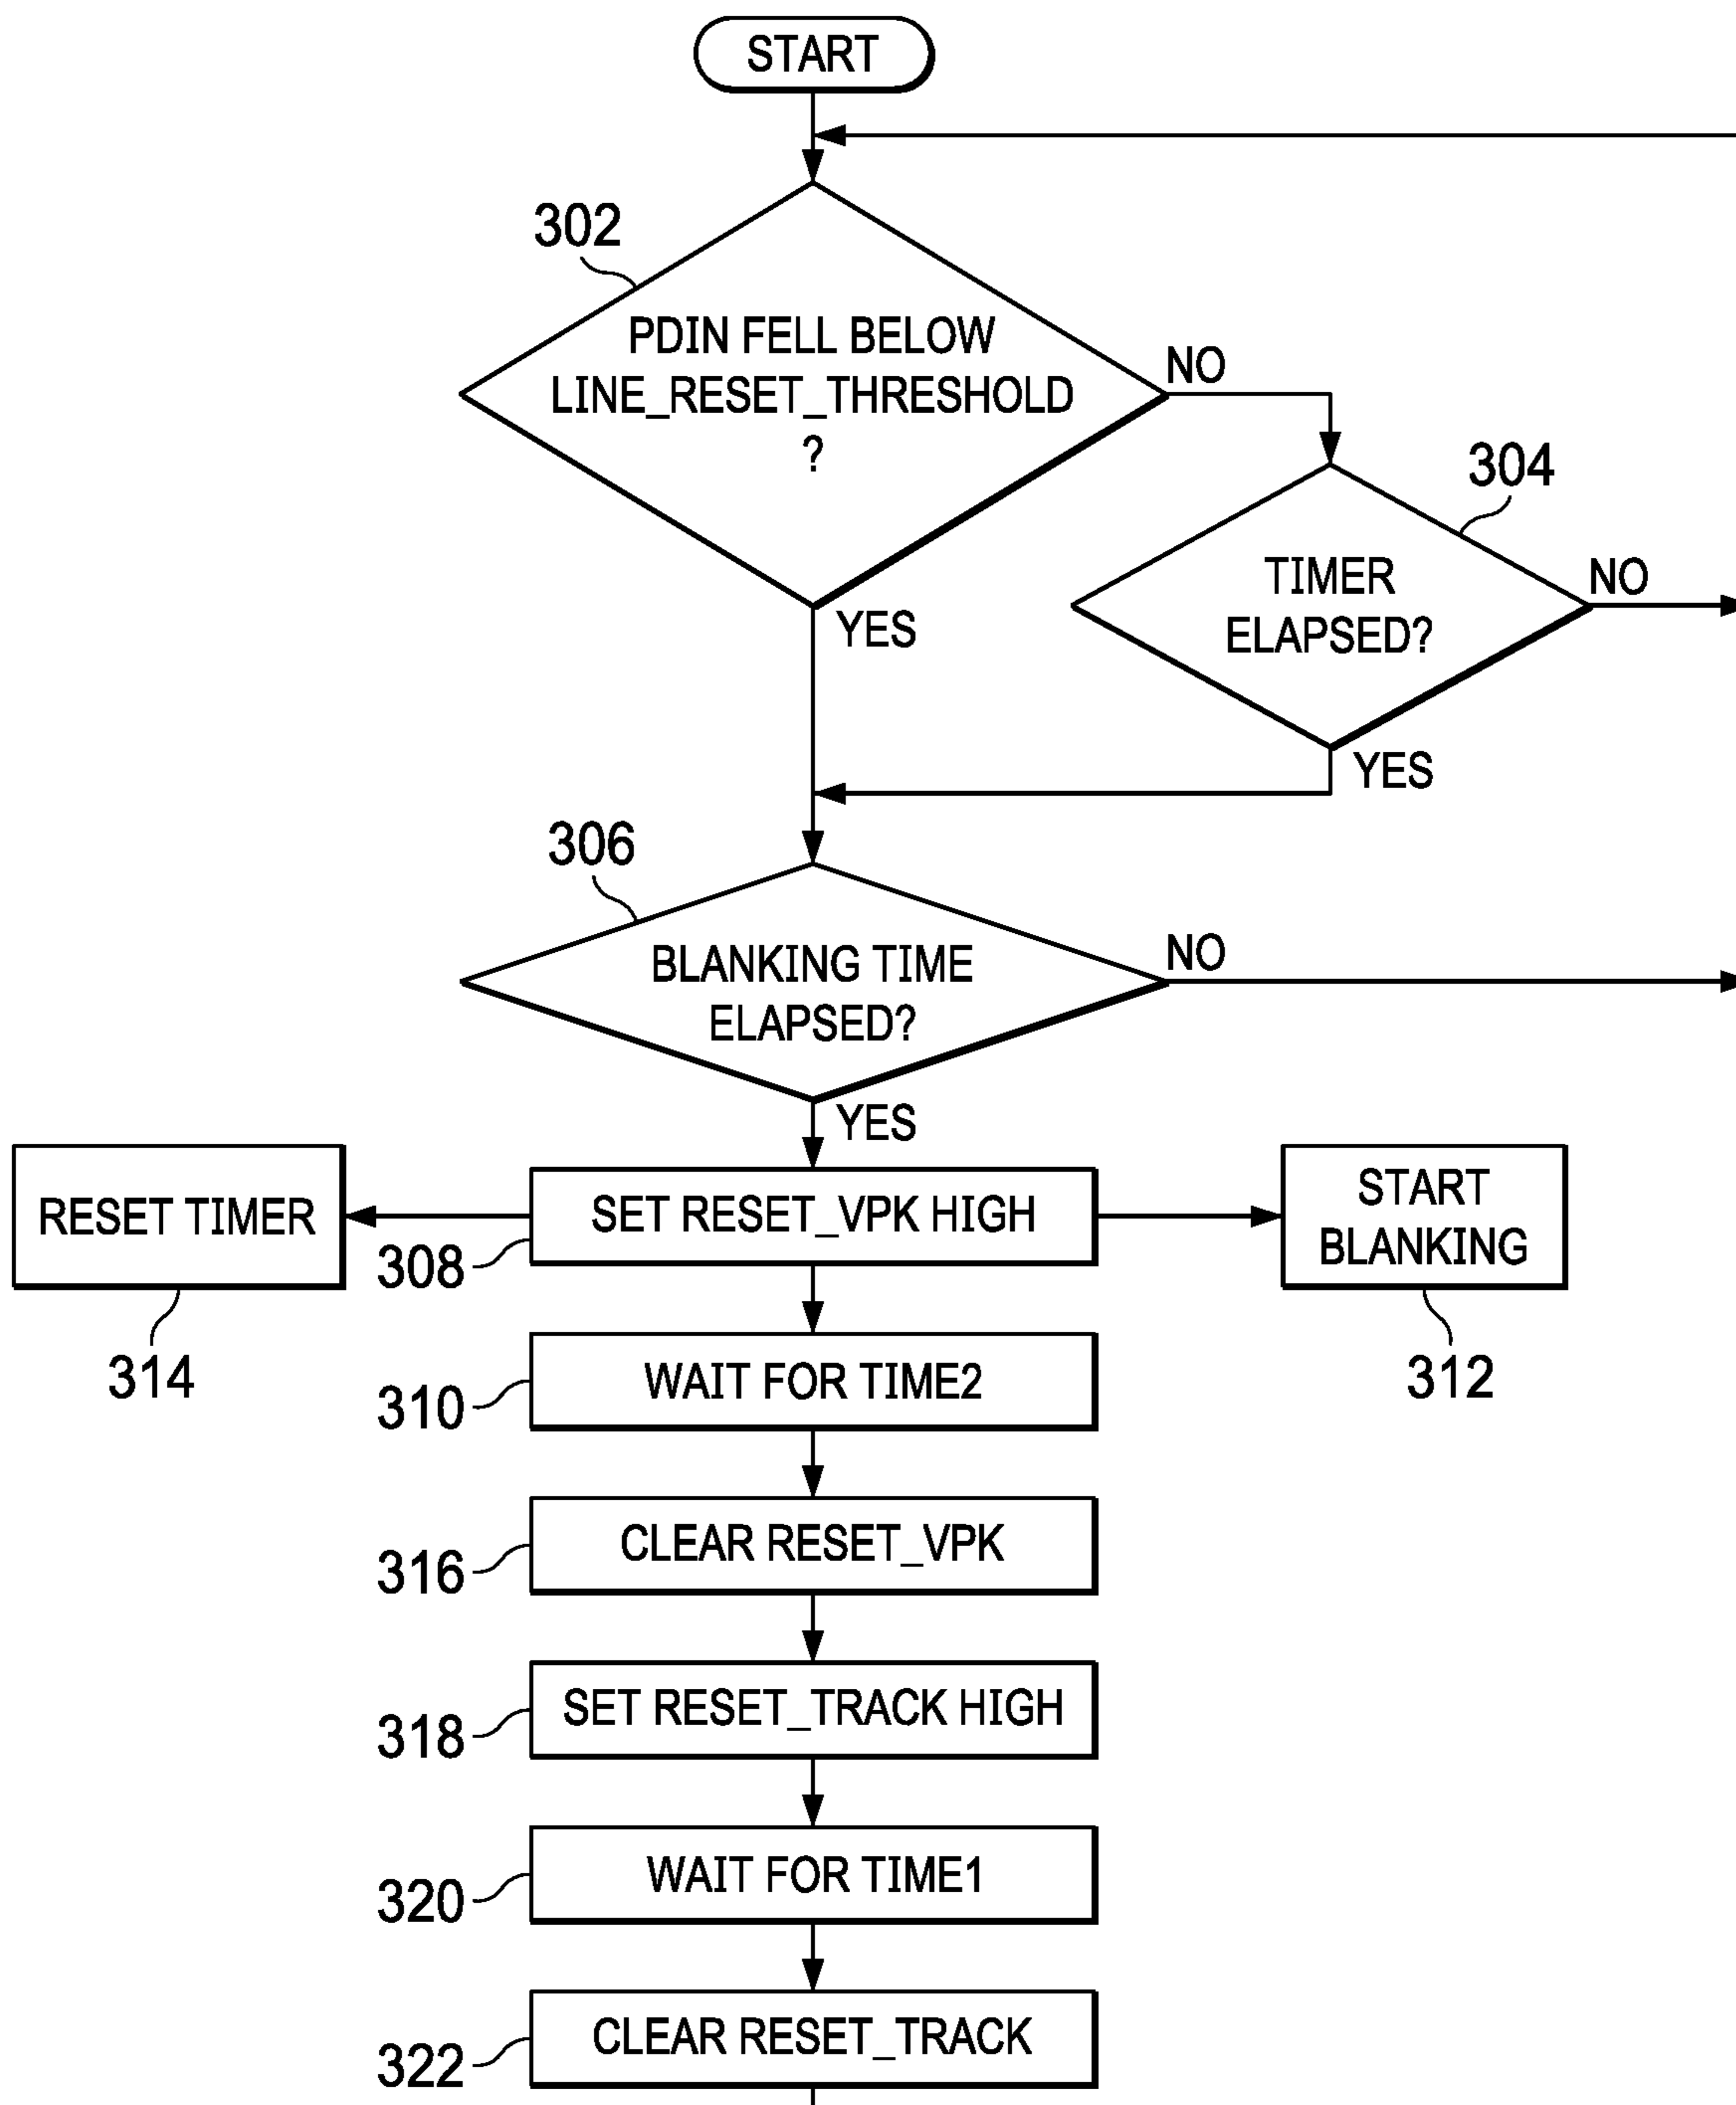 START
302
PDIN FELL BELOW
LINE_RESET_THRESHOLD
?
NO
304
TIMER
ELAPSED?
NO
YES
YES
306
BLANKING TIME
ELAPSED?
NO
YES
RESET TIMER
314
SET RESET_VPK HIGH
308
START
BLANKING
312
WAIT FOR TIME2
310
CLEAR RESET_VPK
316
SET RESET_TRACK HIGH
318
WAIT FOR TIME1
320
CLEAR RESET_TRACK
322